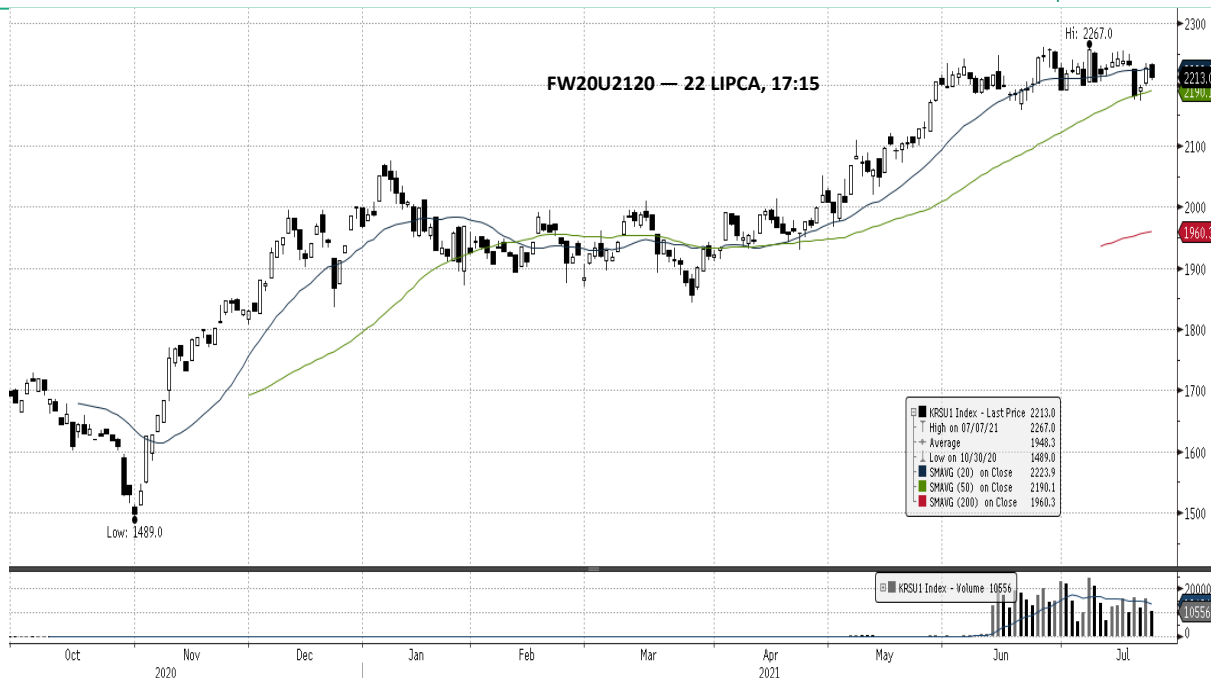 2300
Hi: 2267.0
FW20U2120 — 22 LIPCA, 17:15
2213.0
2190.1
2100
2000
1960.3
1900
1800
1700
KRSU1 Index - Last Price 2213.0
High on 07/07/21 2267.0
Average 1948.3
Low on 10/30/20 1489.0
SMAVG (20) on Close 2223.9
SMAVG (50) on Close 2190.1
SMAVG (200) on Close 1960.3
1600
1500
Low: 1489.0
KRSU1 Index - Volume 10556
20000
10556
0
Oct Nov Dec Jan Feb Mar Apr May Jun Jul
2020 2021